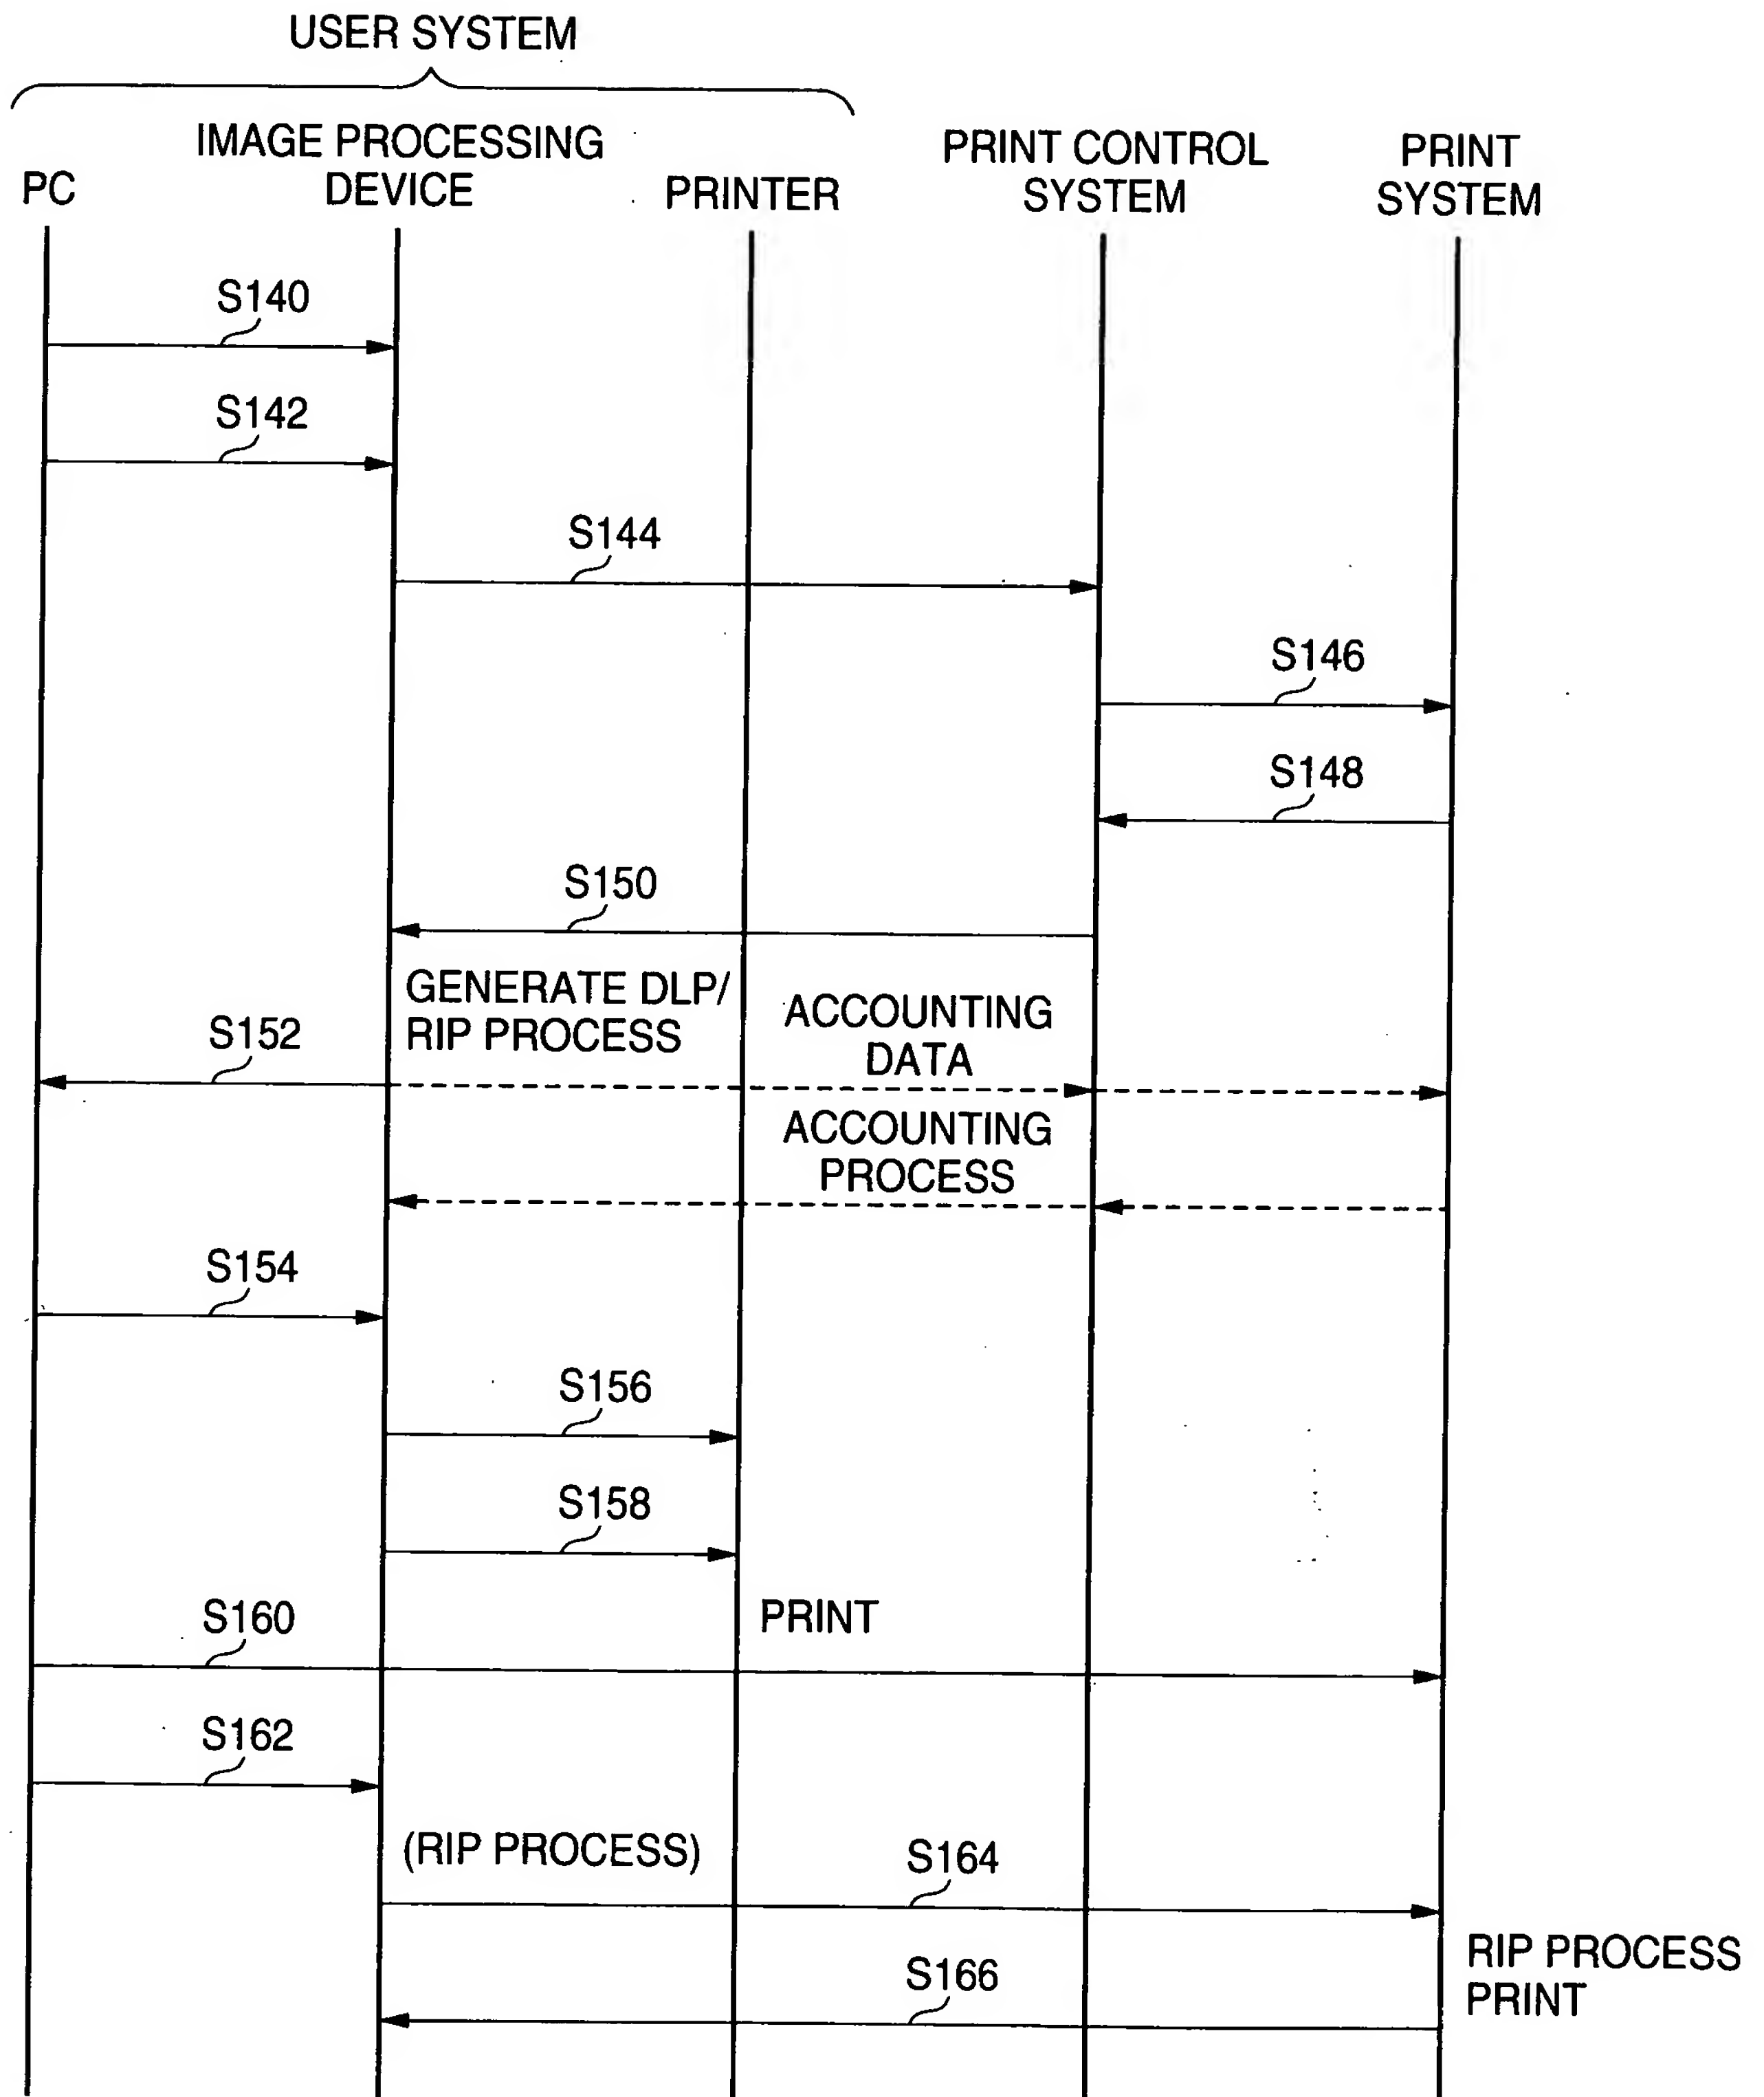 USER SYSTEM
IMAGE PROCESSING
DEVICE
PC
PRINTER
PRINT CONTROL
SYSTEM
PRINT
SYSTEM
S140
S142
S144
S146
S148
S150
GENERATE DLP/
RIP PROCESS
ACCOUNTING
DATA
S152
ACCOUNTING
PROCESS
S154
S156
S158
PRINT
S160
S162
(RIP PROCESS)
S164
RIP PROCESS
PRINT
S166